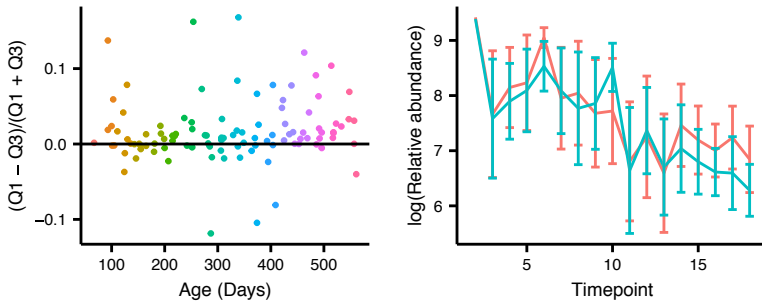 (Q1 − Q3)/(Q1 + Q3)
0.1
0.0
−0.1
100 200 300 400 500
Age (Days)
log(Relative abundance)
9
8
7
6
5 10 15
Timepoint